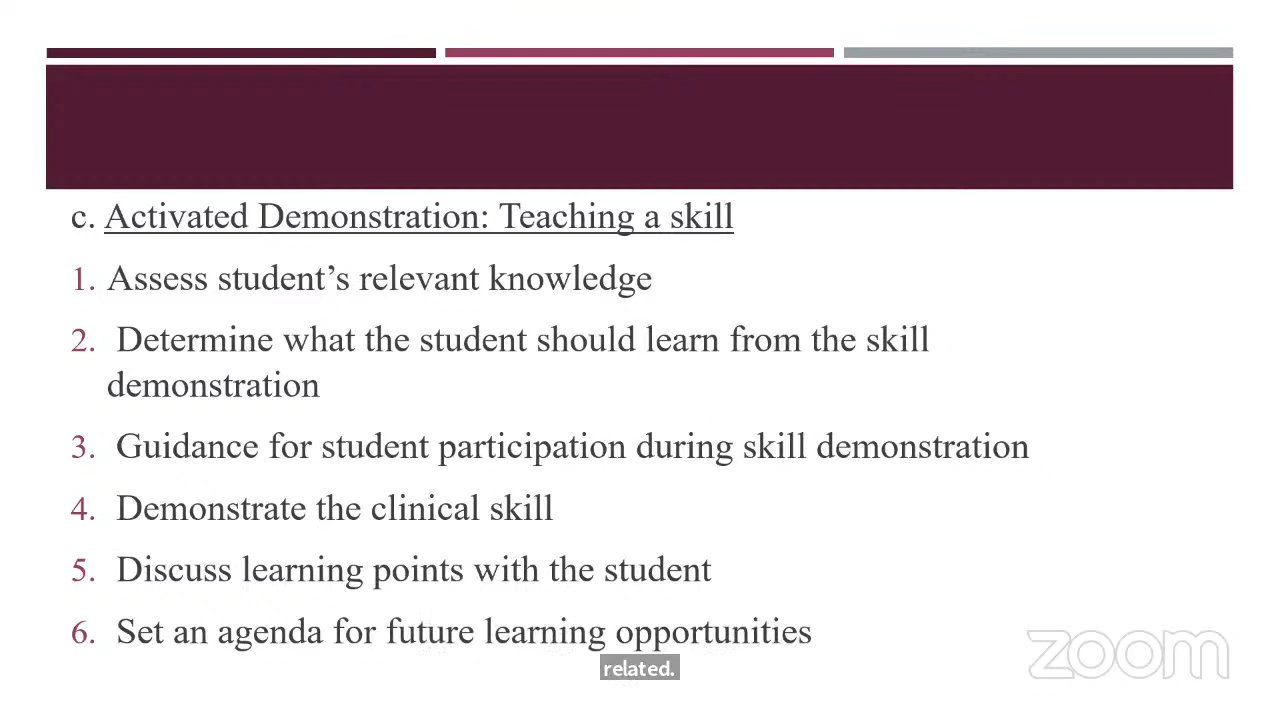 c. Activated Demonstration: Teaching a skill
1. Assess student’s relevant knowledge
2. Determine what the student should learn from the skill
demonstration
3. Guidance for student participation during skill demonstration
4. Demonstrate the clinical skill
5. Discuss learning points with the student
6. Set an agenda for future learning opportunities
related.
zoom